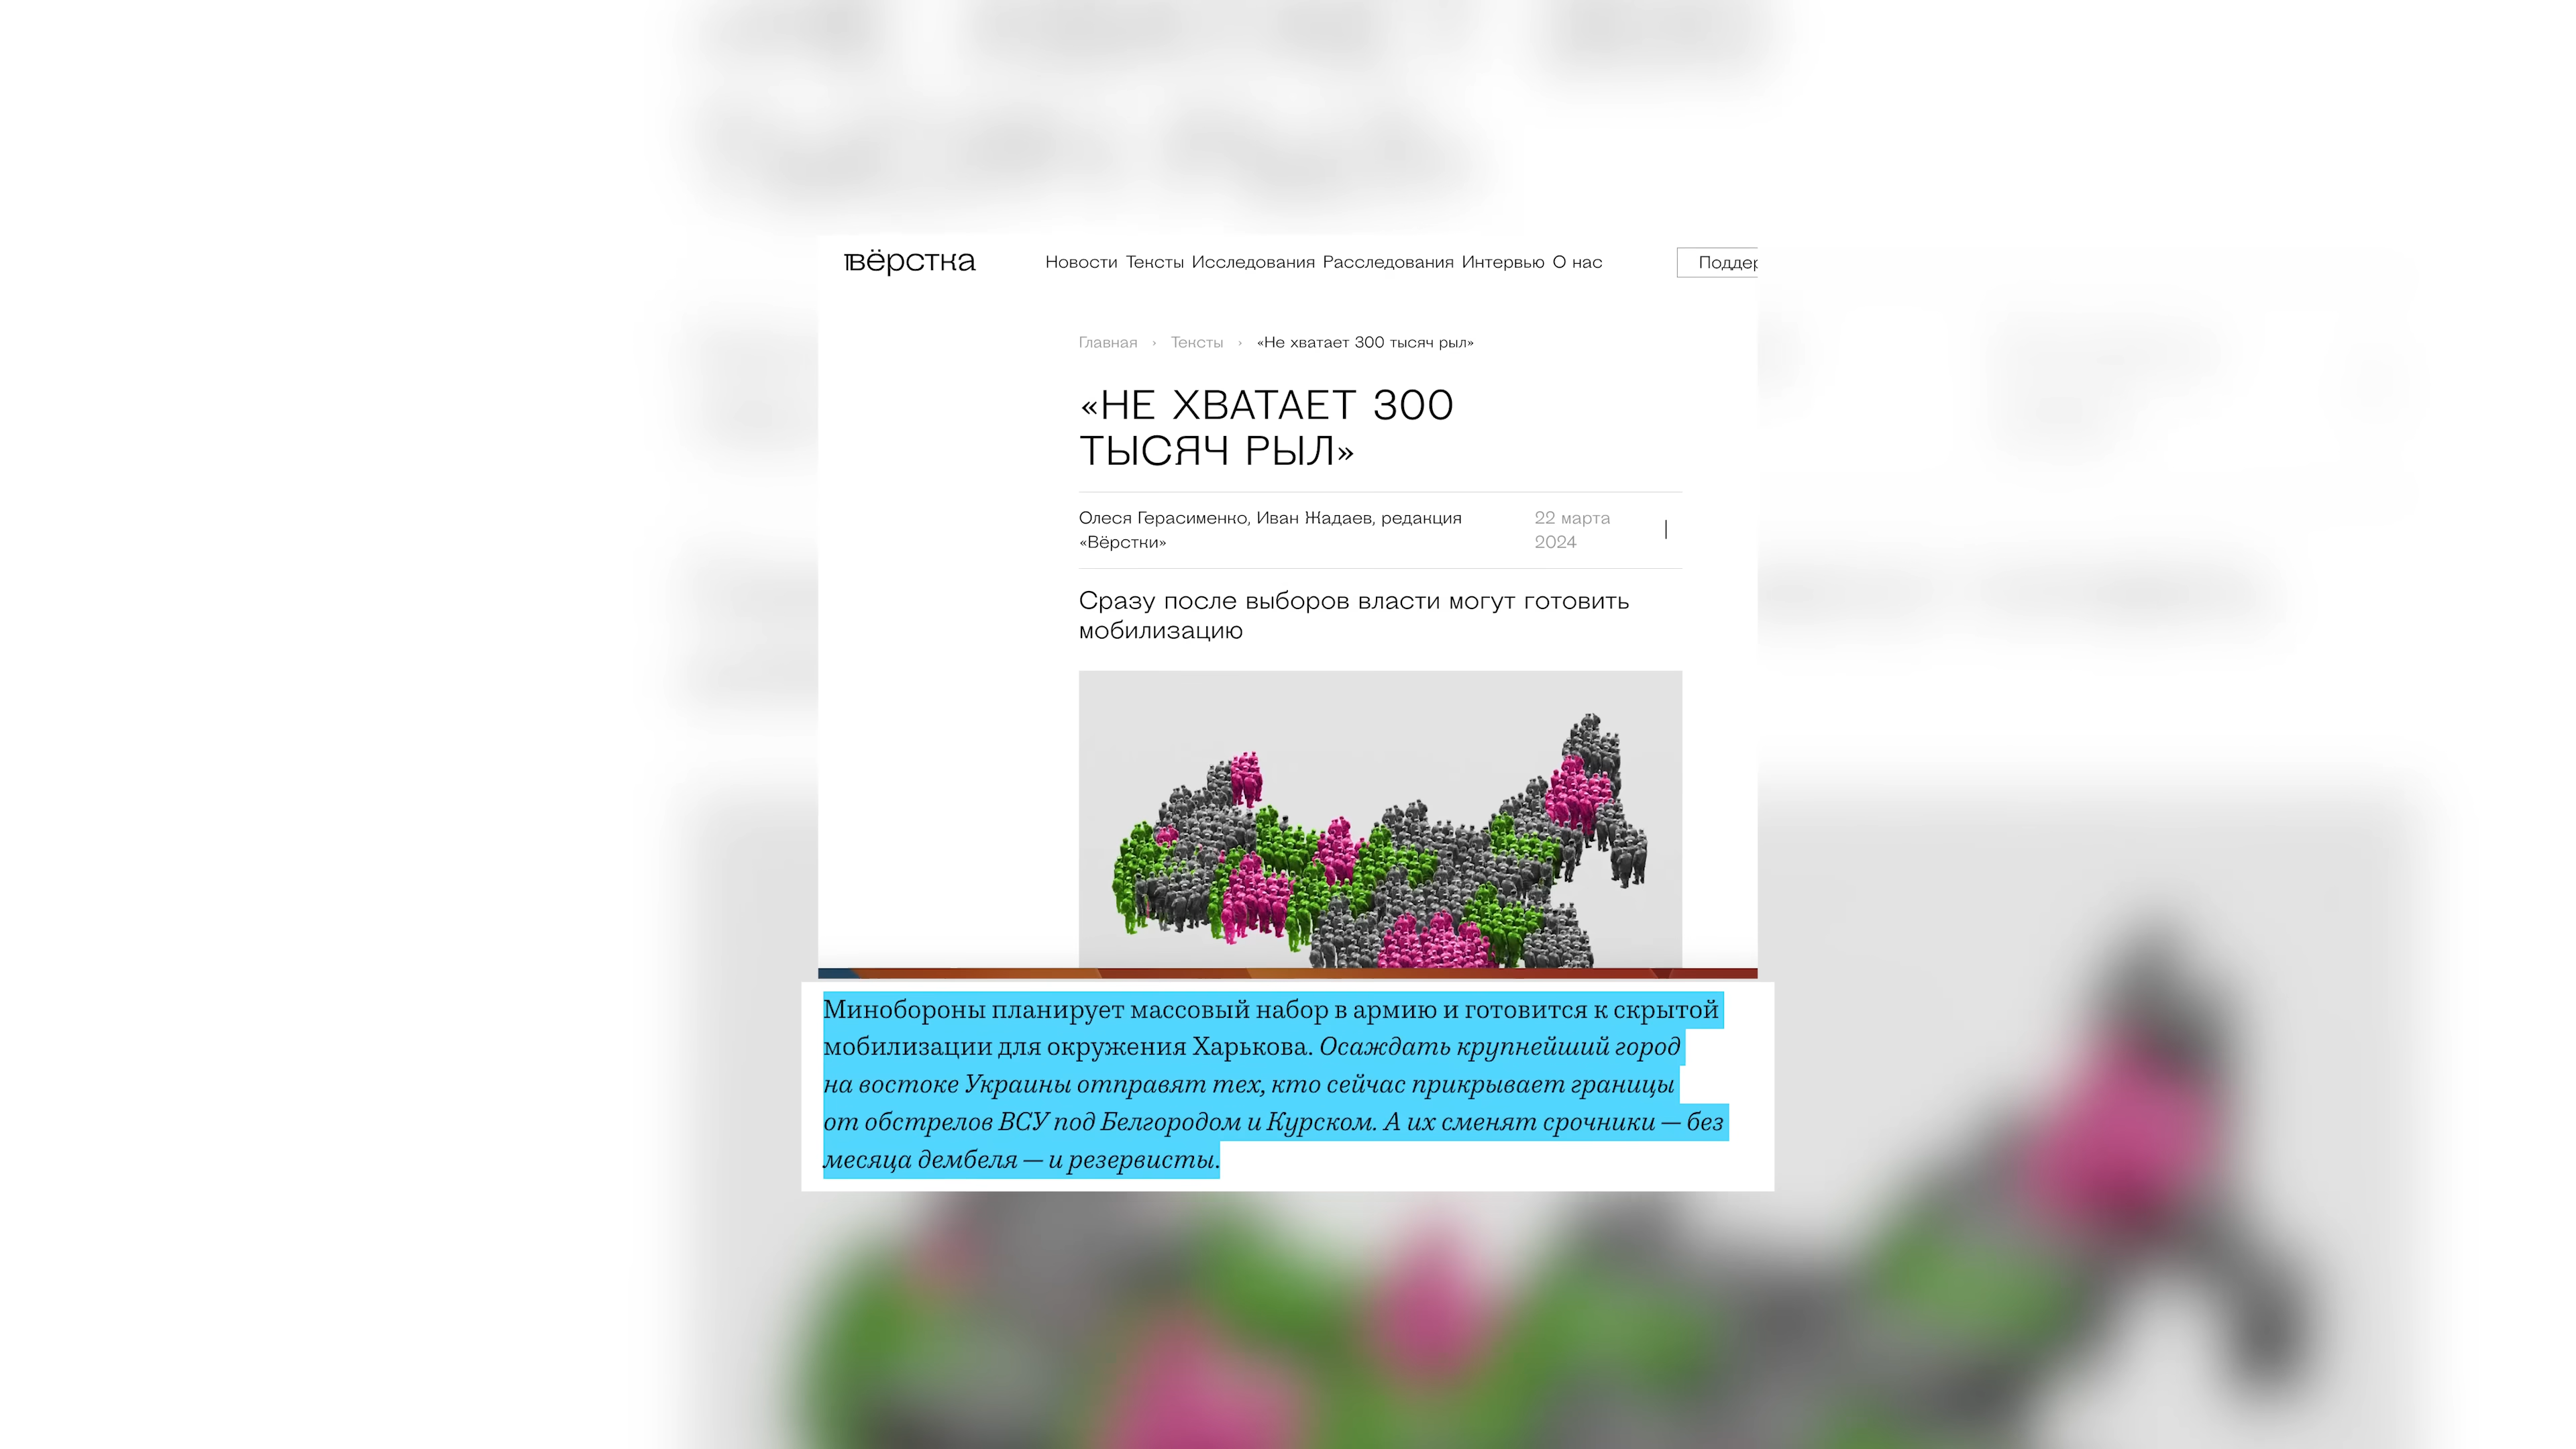 вёрстка
Новости Тексты Исследования Расследования Интервью О нас
Поддер
Главная › Тексты › «Не хватает 300 тысяч рыл»
«НЕ ХВАТАЕТ 300
ТЫСЯЧ РЫЛ»
Олеся Герасименко, Иван Жадаев, редакция
«Вёрстки»
22 марта
2024
Сразу после выборов власти могут готовить
мобилизацию
Минобороны планирует массовый набор в армию и готовится к скрытой
мобилизации для окружения Харькова. Осаждать крупнейший город
на востоке Украины отправят тех, кто сейчас прикрывает границы
от обстрелов ВСУ под Белгородом и Курском. А их сменят срочники — без
месяца дембеля — и резервисты.